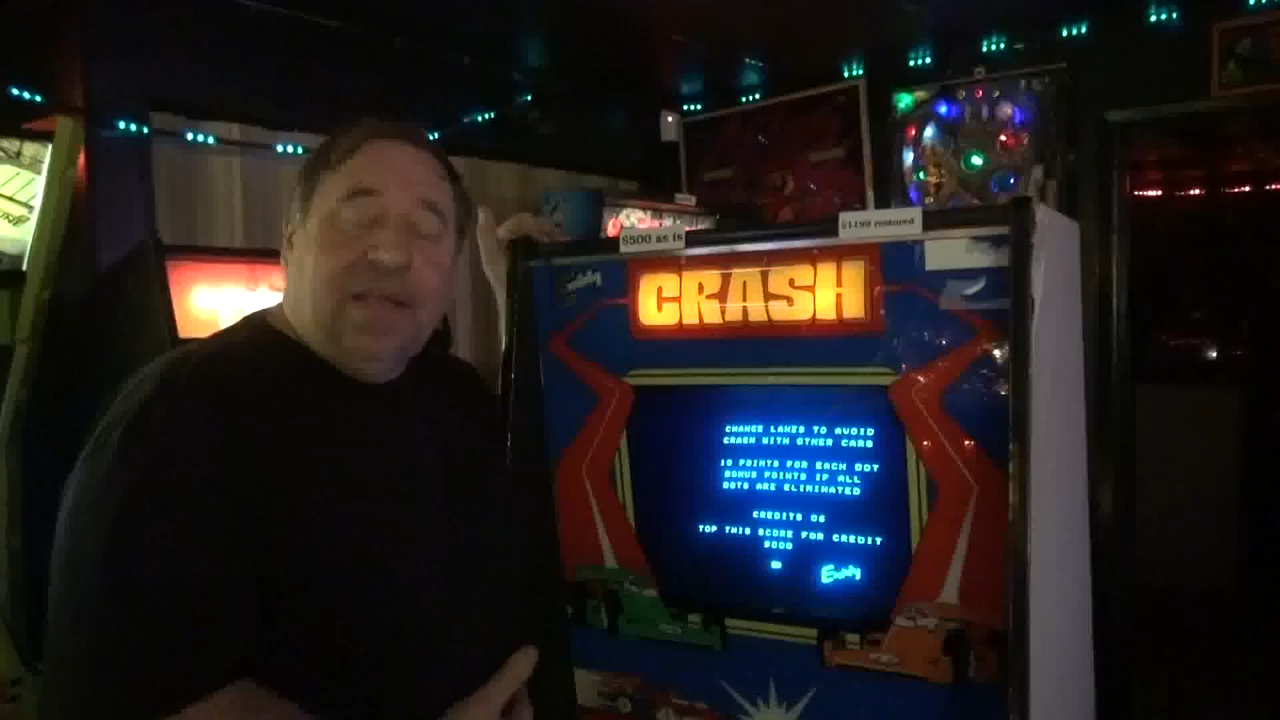 $500 as is
$1199 restored
CRASH
CHANGE LANES TO AVOID
CRASH WITH OTHER CARS
10 POINTS FOR EACH DOT
BONUS POINTS IF ALL
DOTS ARE ELIMINATED
CREDITS 06
TOP THIS SCORE FOR CREDIT
9000
Exidy